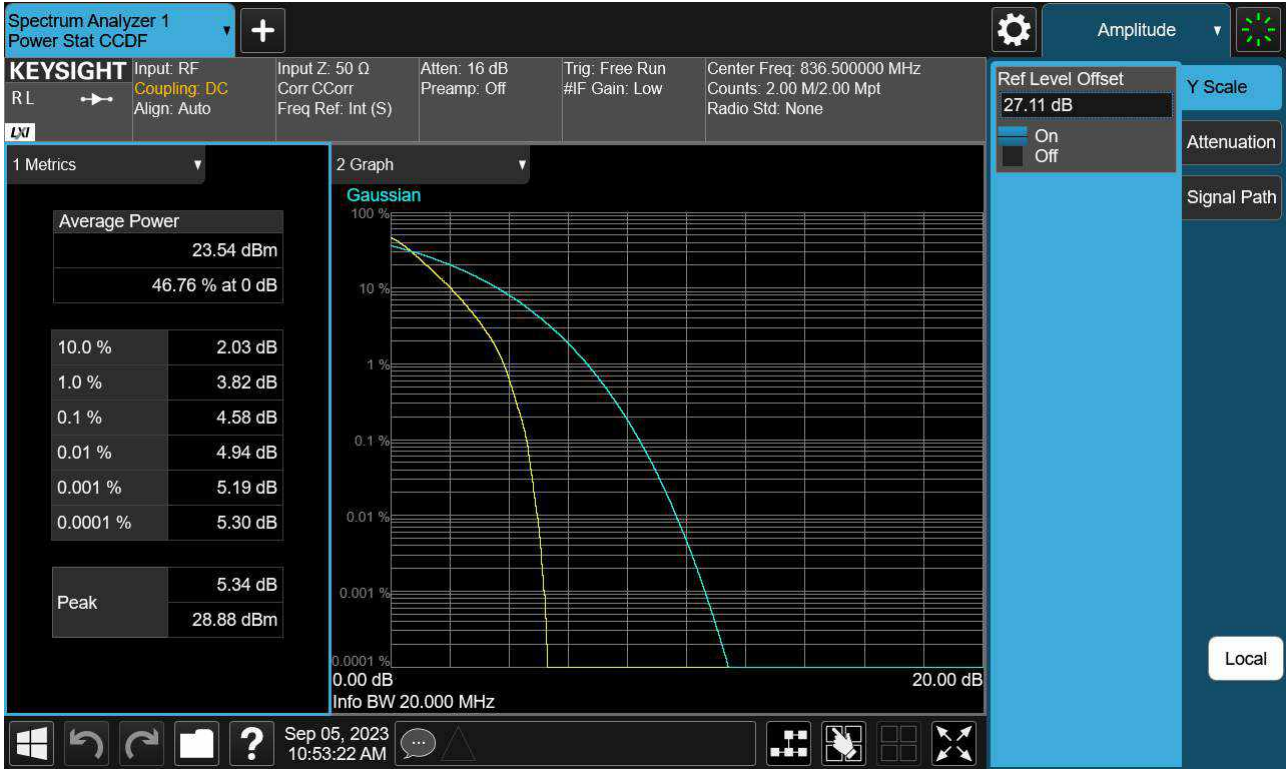 Spectrum Analyzer 1
Power Stat CCDF
Amplitude
KEYSIGHT
RL
LXI
Input: RF
Coupling: DC
Align: Auto
Input Z: 50 Ω
Corr CCorr
Freq Ref: Int (S)
Atten: 16 dB
Preamp: Off
Trig: Free Run
#IF Gain: Low
Center Freq: 836.500000 MHz
Counts: 2.00 M/2.00 Mpt
Radio Std: None
Ref Level Offset
27.11 dB
On
Off
Y Scale
Attenuation
Signal Path
Local
1 Metrics
Average Power
23.54 dBm
46.76 % at 0 dB
10.0 % 2.03 dB
1.0 % 3.82 dB
0.1 % 4.58 dB
0.01 % 4.94 dB
0.001 % 5.19 dB
0.0001 % 5.30 dB
Peak
5.34 dB
28.88 dBm
2 Graph
Gaussian
100 %
10 %
1 %
0.1 %
0.01 %
0.001 %
0.0001 %
0.00 dB 20.00 dB
Info BW 20.000 MHz
?
Sep 05, 2023
10:53:22 AM